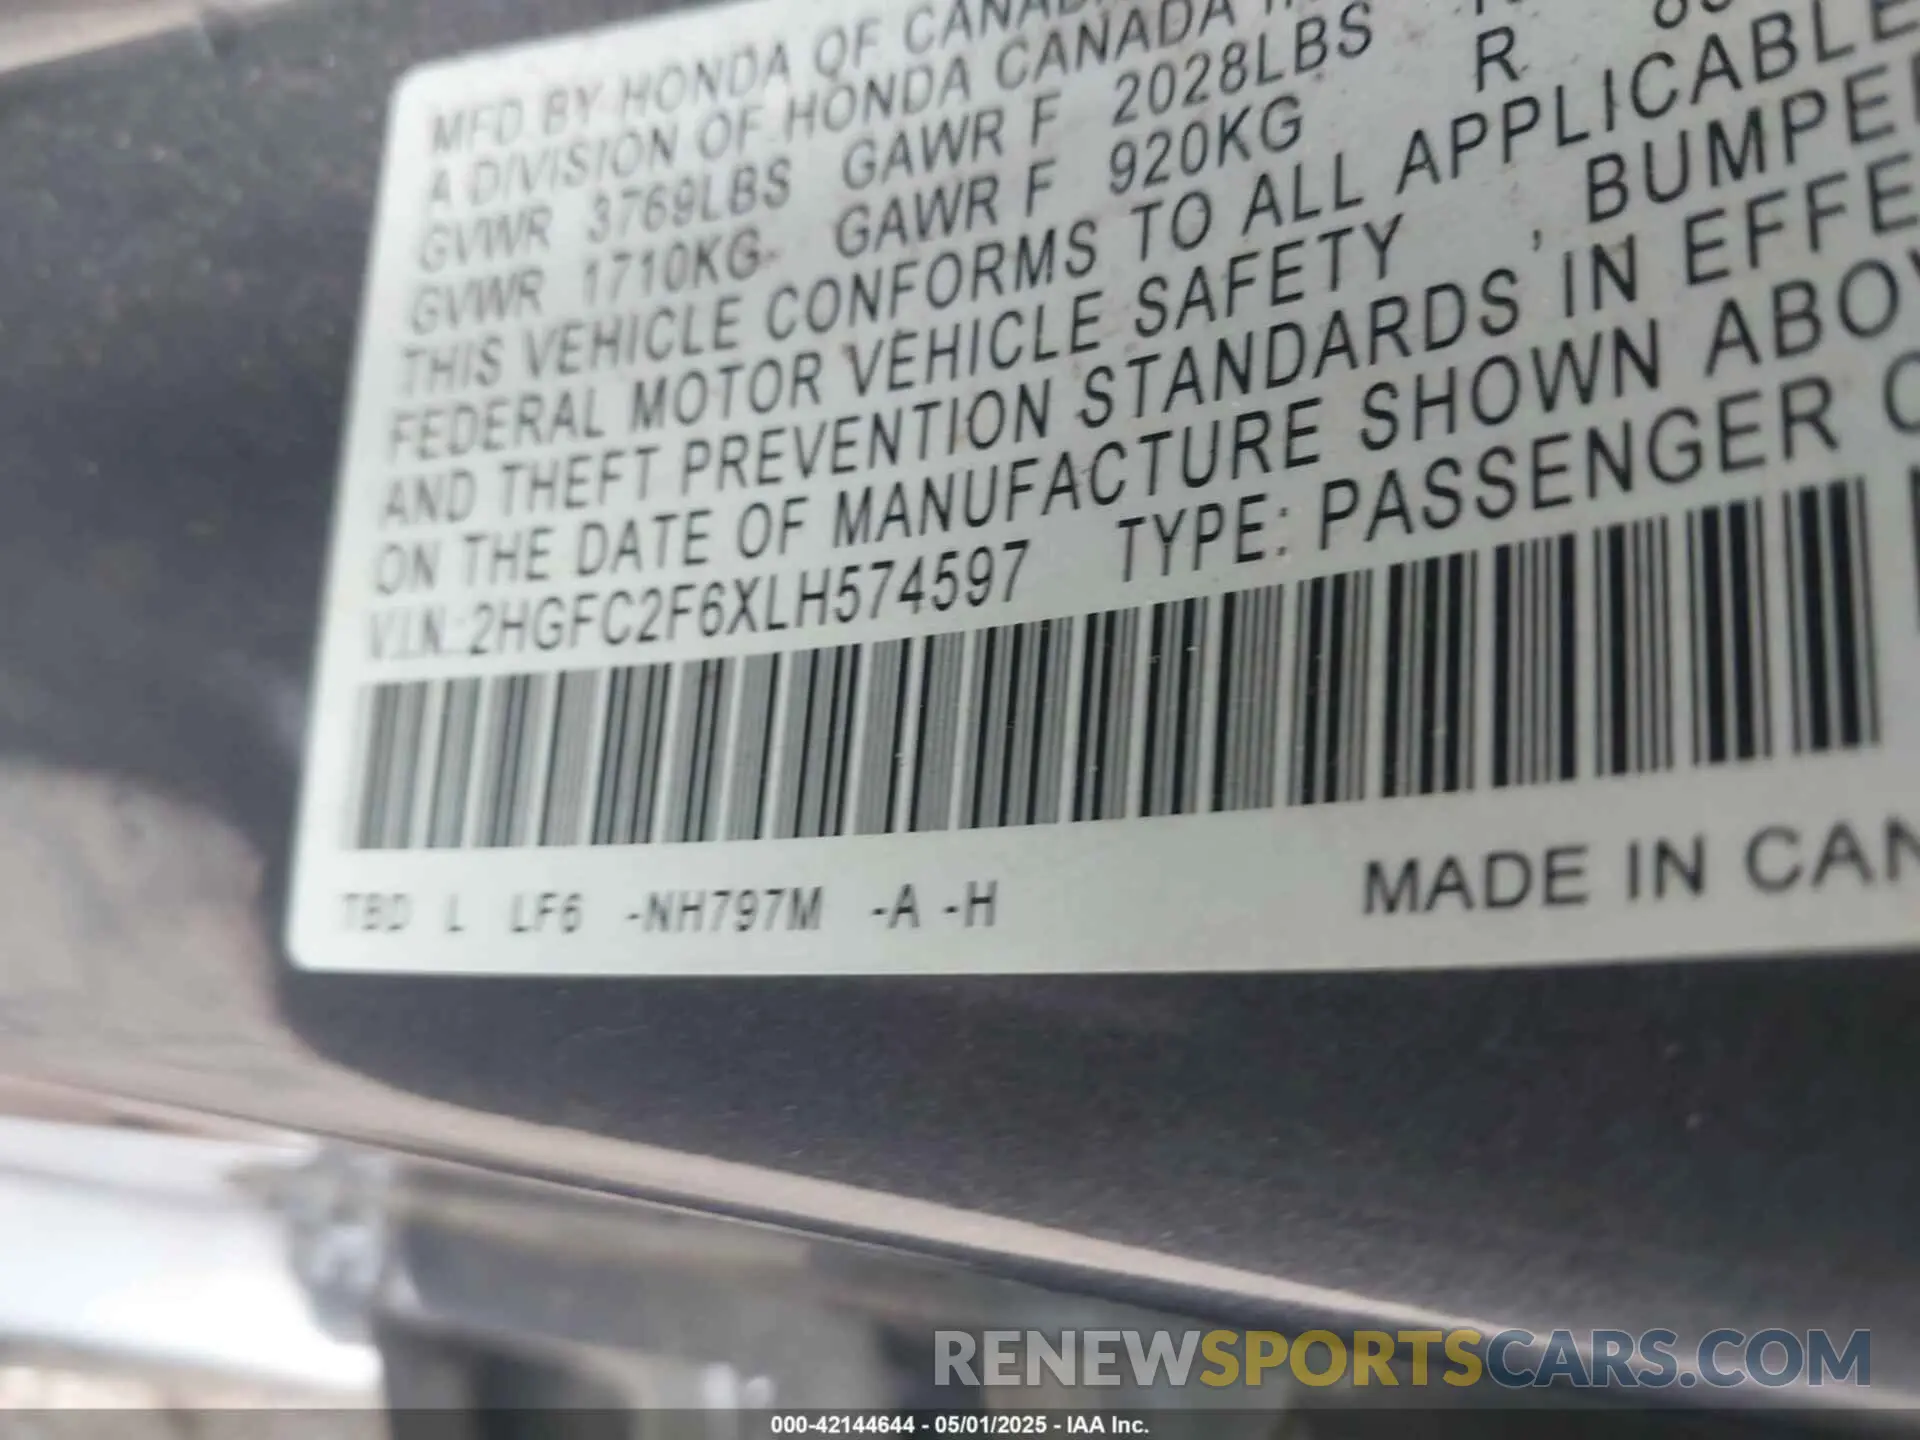 MFD BY HONDA OF CANAD
A DIVISION OF HONDA CANADA
GVWR 3769LBS GAWR F 2028LBS R
GVWR 1710KG GAWR F 920KG R
THIS VEHICLE CONFORMS TO ALL APPLICABLE
FEDERAL MOTOR VEHICLE SAFETY , BUMPE
AND THEFT PREVENTION STANDARDS IN EFFE
ON THE DATE OF MANUFACTURE SHOWN ABOV
VIN:2HGFC2F6XLH574597 TYPE: PASSENGER C
TBD L LF6 -NH797M -A -H MADE IN CAN
RENEWSPORTSCARS.COM
000-42144644 - 05/01/2025 - IAA Inc.